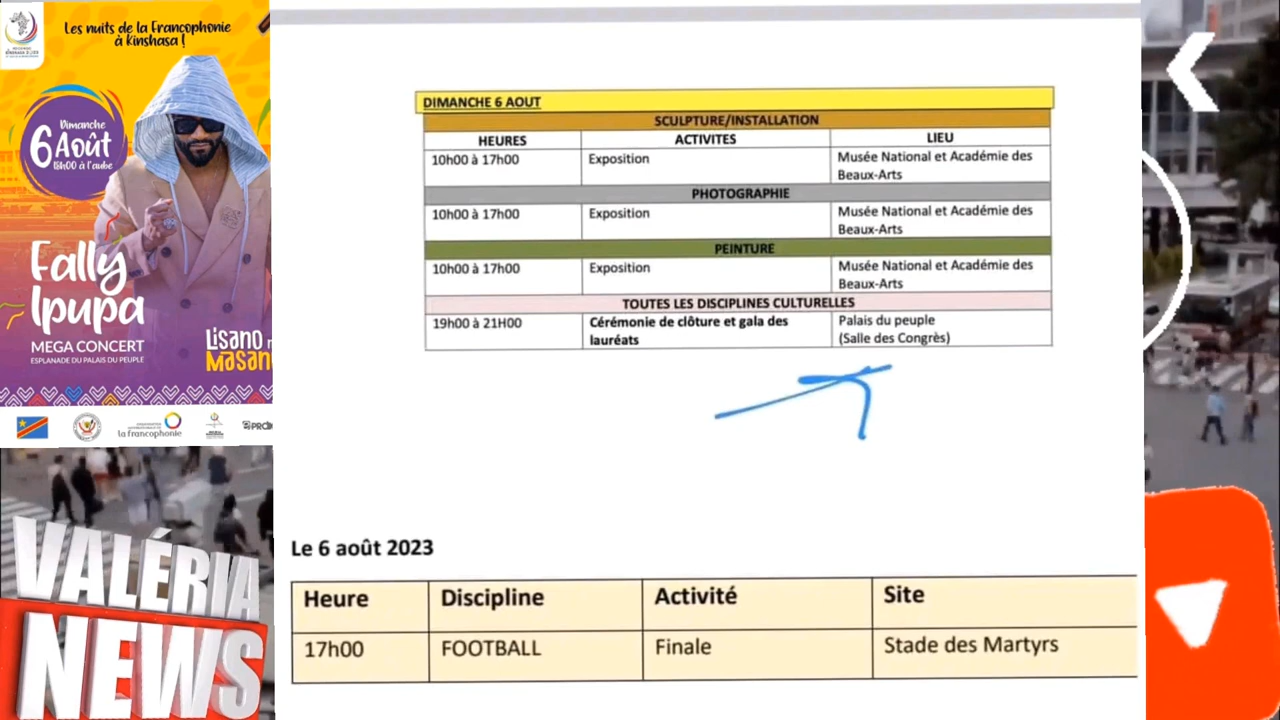 Les nuits de la Francophonie
à Kinshasa !
Dimanche
6 Août
18h00 à l'aube
Fally
Ipupa
MEGA CONCERT
ESPLANADE DU PALAIS DU PEUPLE
Lisano
Masan
la francophonie
VALÉRIA
NEWS
DIMANCHE 6 AOUT
SCULPTURE/INSTALLATION
HEURES ACTIVITES LIEU
10h00 à 17h00 Exposition Musée National et Académie des
Beaux-Arts
PHOTOGRAPHIE
10h00 à 17h00 Exposition Musée National et Académie des
Beaux-Arts
PEINTURE
10h00 à 17h00 Exposition Musée National et Académie des
Beaux-Arts
TOUTES LES DISCIPLINES CULTURELLES
19h00 à 21H00 Cérémonie de clôture et gala des Palais du peuple
lauréats (Salle des Congrès)
Le 6 août 2023
Heure Discipline Activité Site
17h00 FOOTBALL Finale Stade des Martyrs